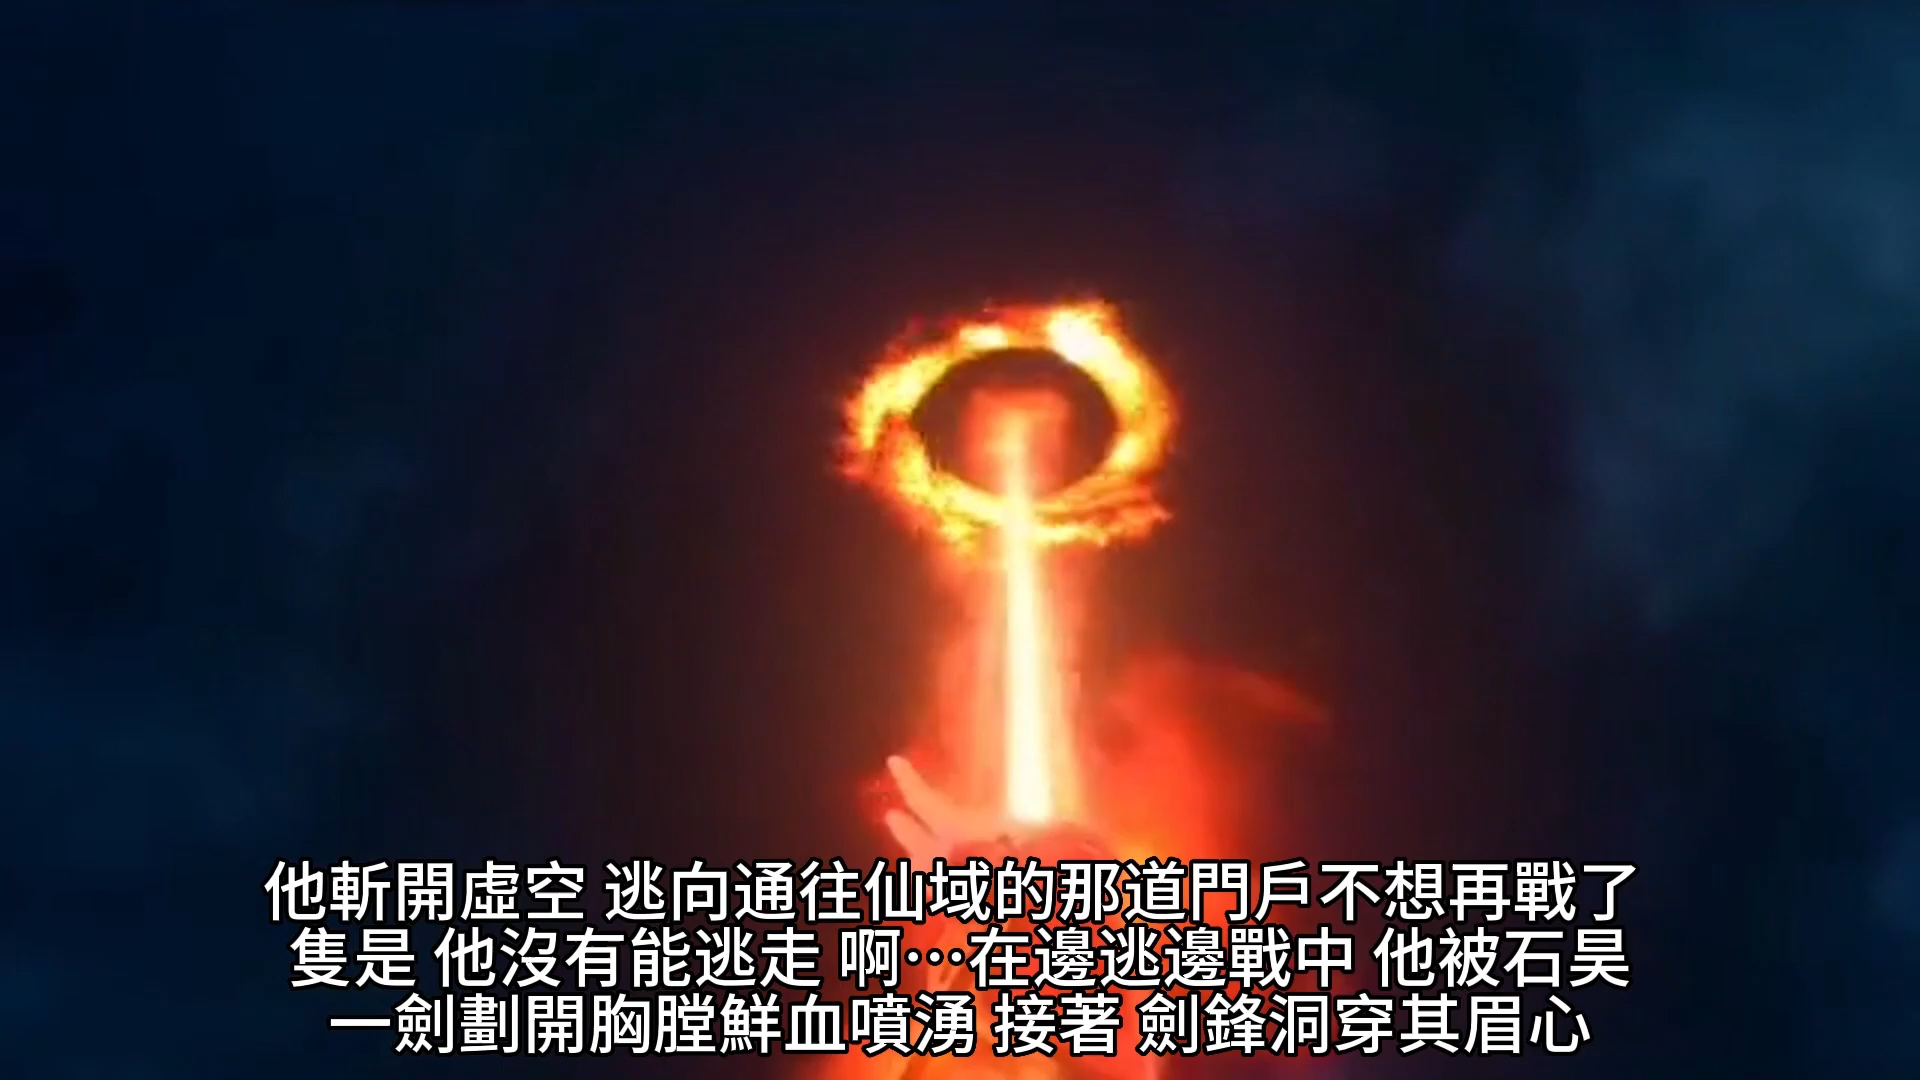 他斬開虛空 逃向通往仙域的那道門戶不想再戰了
隻是 他沒有能逃走 啊…在邊逃邊戰中 他被石昊
一劍劃開胸膛鮮血噴湧 接著 劍鋒洞穿其眉心